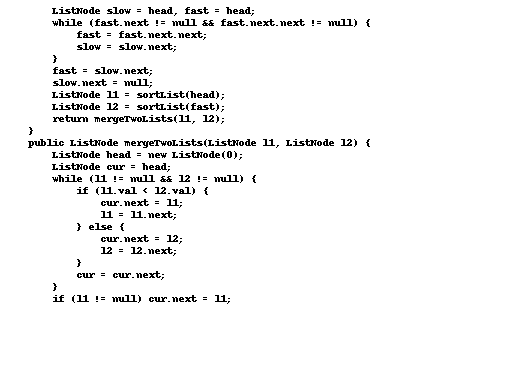 ListNode slow = head, fast = head;
while (fast.next != null && fast.next.next != null) {
fast = fast.next.next;
slow = slow.next;
}
fast = slow.next;
slow.next = null;
ListNode l1 = sortList(head);
ListNode l2 = sortList(fast);
return mergeTwoLists(l1, l2);
}
public ListNode mergeTwoLists(ListNode l1, ListNode l2) {
ListNode head = new ListNode(0);
ListNode cur = head;
while (l1 != null && l2 != null) {
if (l1.val < l2.val) {
cur.next = l1;
l1 = l1.next;
} else {
cur.next = l2;
l2 = l2.next;
}
cur = cur.next;
}
if (l1 != null) cur.next = l1;